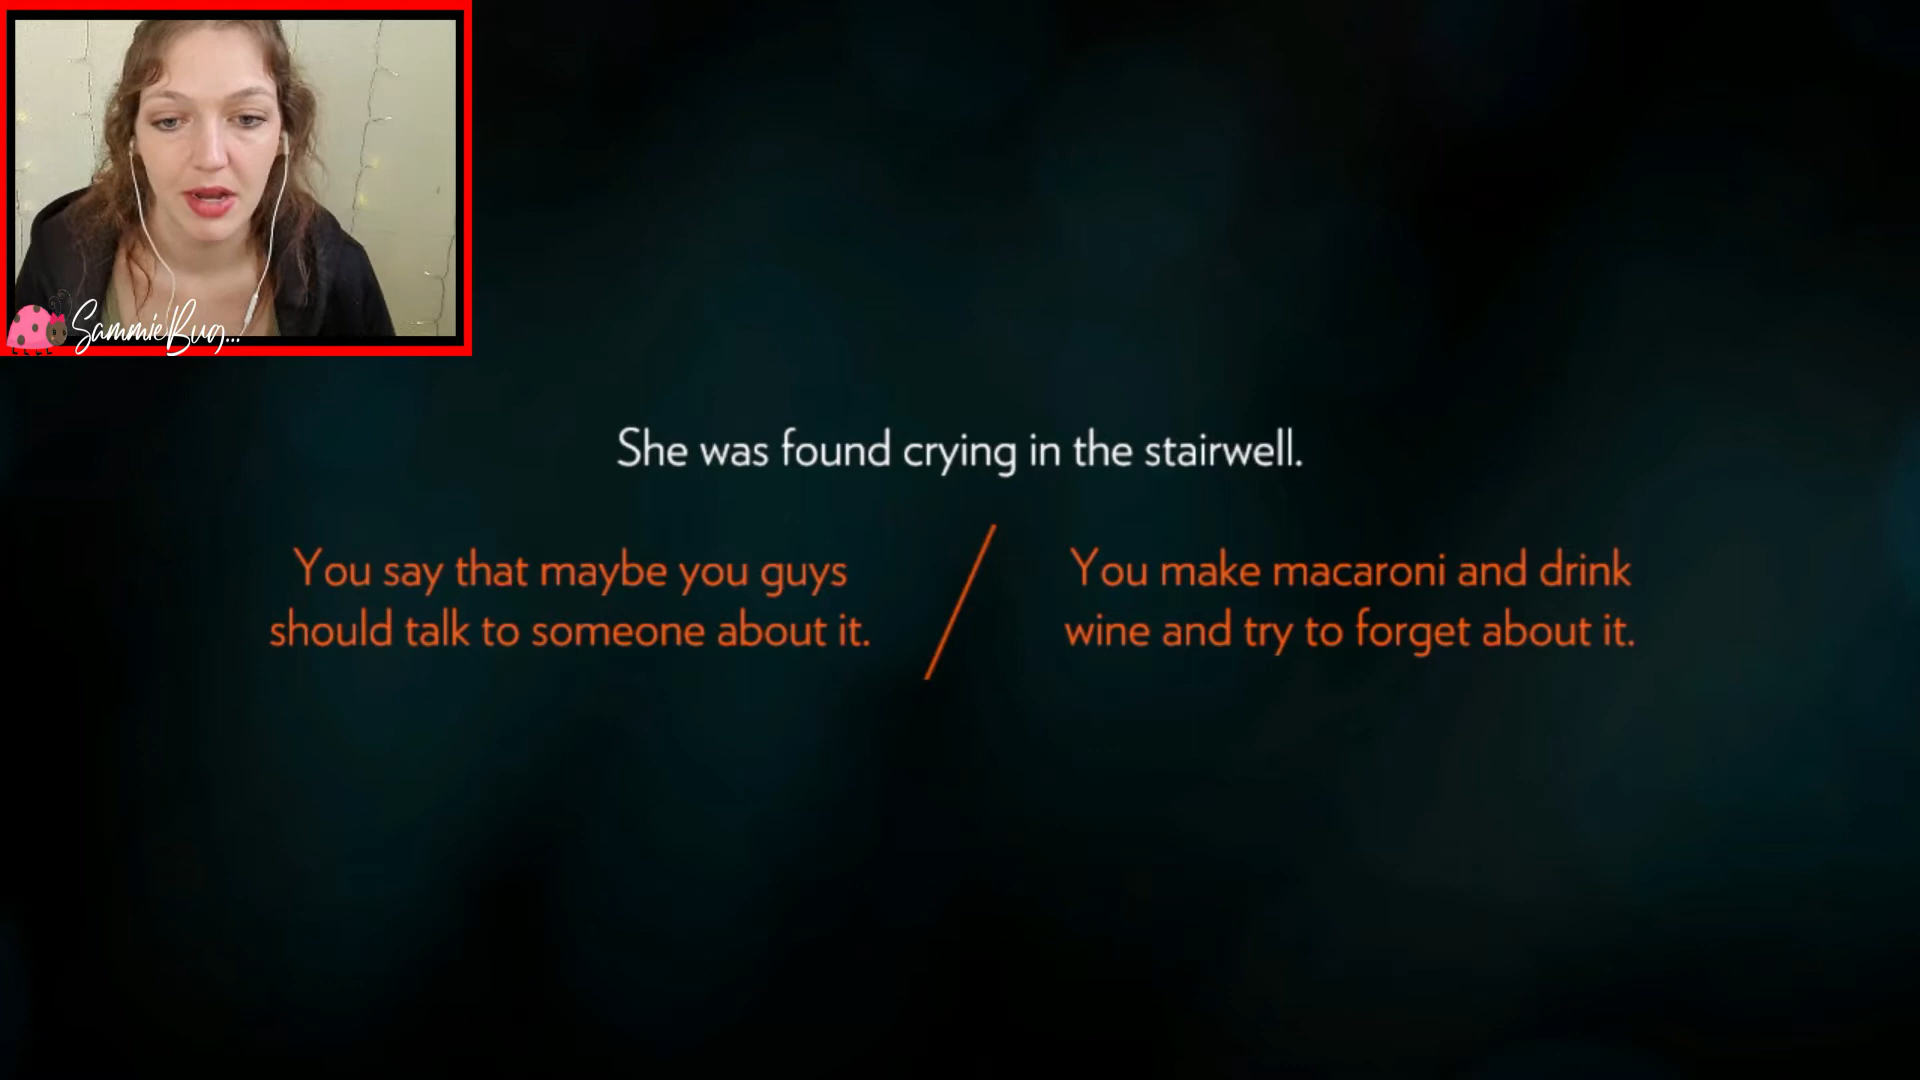 SammieBug...
She was found crying in the stairwell.
You say that maybe you guys
should talk to someone about it.
You make macaroni and drink
wine and try to forget about it.